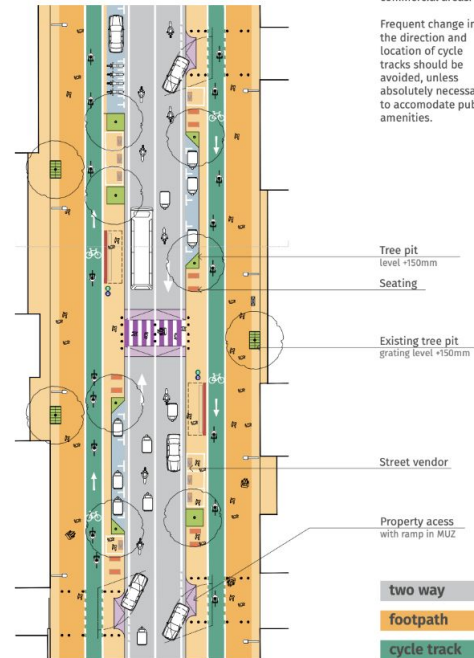 commercial areas.
Frequent change in
the direction and
location of cycle
tracks should be
avoided, unless
absolutely
to accomodate
amenities.
Tree pit
level +150mm
Seating
Existing tree pit
grating level +150mm
Street vendor
Property acess
with ramp in MUZ
two way
footpath
cycle track